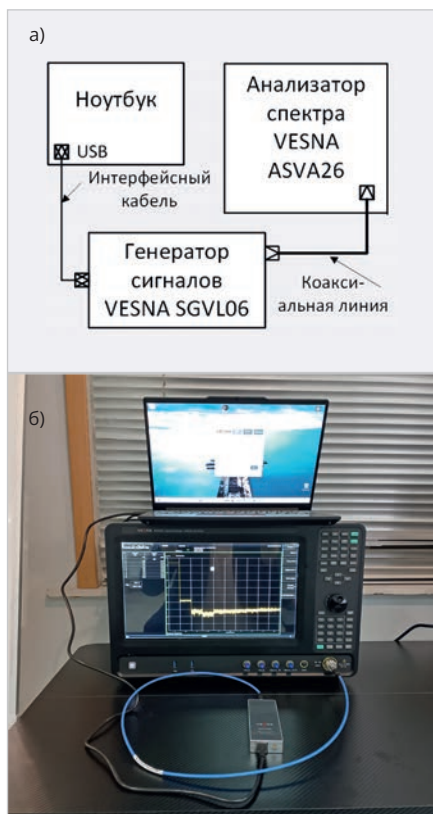 а)
Ноутбук
USB
Интерфейсный
кабель
Анализатор
спектра
VESNA
ASVA26
Генератор
сигналов
VESNA SGVL06
Коакси-
альная линия
б)